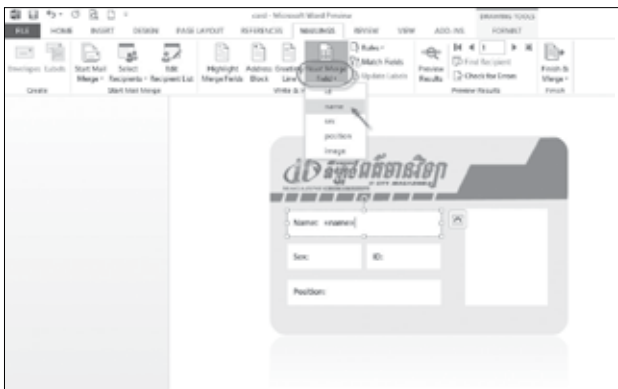 card - Microsoft Word Preview
DRAWING TOOLS
FILE HOME INSERT DESIGN PAGE LAYOUT REFERENCES MAILINGS REVIEW VIEW ADD-INS FORMAT
Envelopes Labels
Start Mail Merge
Select Recipients
Edit Recipient List
Highlight Merge Fields
Address Block
Greeting Line
Insert Merge Field
Rules
Match Fields
Update Labels
Preview Results
1
Find Recipient
Check for Errors
Finish & Merge
Create
Start Mail Merge
Preview Results
Finish
id
name
sex
position
image
Name: «name»
Sex:
ID:
Position: